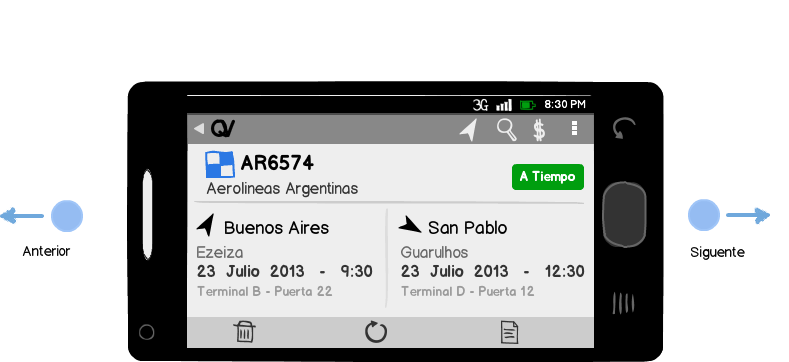 3G 8:30 PM
QV $
AR6574
A Tiempo
Aerolineas Argentinas
Buenos Aires
Ezeiza
23 Julio 2013 - 9:30
Terminal B - Puerta 22
San Pablo
Guarulhos
23 Julio 2013 - 12:30
Terminal D - Puerta 12
Anterior
Siguente